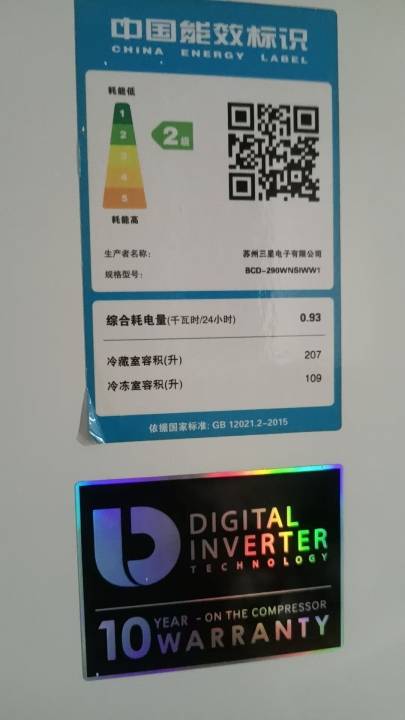 中国能效标识
CHINA ENERGY LABEL
耗能低
1
2
3
4
5
2级
耗能高
生产者名称: 苏州三星电子有限公司
规格型号: BCD-290WNSIWW1
综合耗电量(千瓦时/24小时) 0.93
冷藏室容积(升) 207
冷冻室容积(升) 109
依据国家标准: GB 12021.2-2015
DIGITAL
INVERTER
TECHNOLOGY
10 YEAR - ON THE COMPRESSOR
WARRANTY